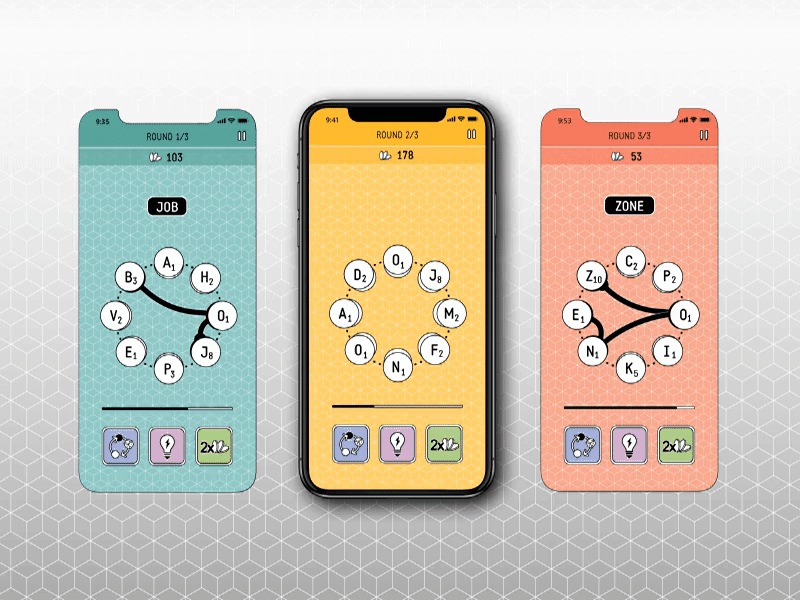 9:35
ROUND 1/3
103
JOB
A1
B3
H2
V2
O1
E1
J8
P3
2x
9:41
ROUND 2/3
178
O1
D2
J8
A1
M2
O1
F2
N1
2x
9:53
ROUND 3/3
53
ZONE
C2
Z10
P2
E1
O1
N1
I1
K5
2x